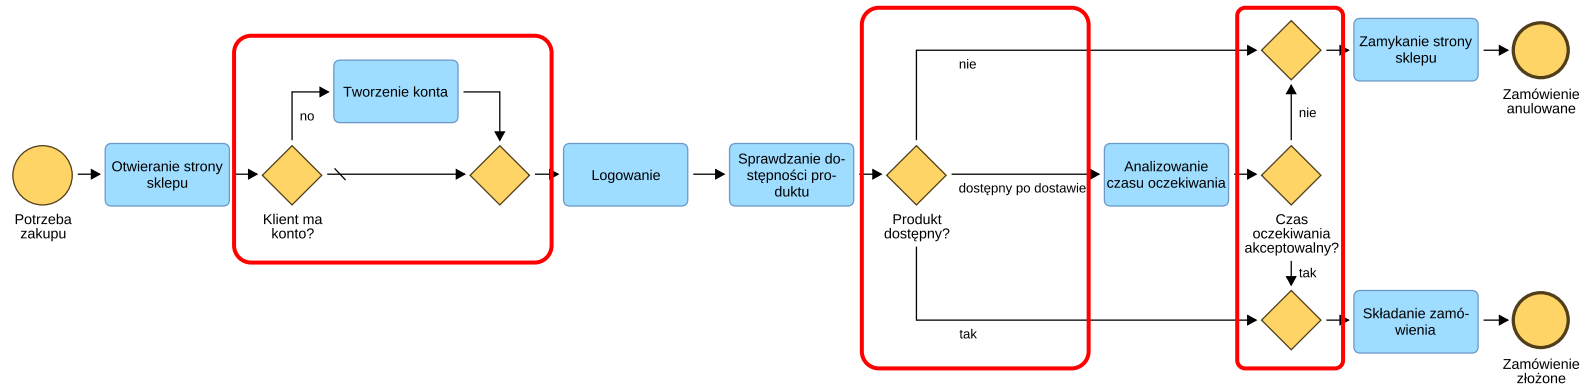 Potrzeba
zakupu
Otwieranie strony
sklepu
Klient ma
konto?
no
Tworzenie konta
Logowanie
Sprawdzanie do-
stępności pro-
duktu
Produkt
dostępny?
nie
dostępny po dostawie
tak
Analizowanie
czasu oczekiwania
nie
Czas
oczekiwania
akceptowalny?
tak
Zamykanie strony
sklepu
Zamówienie
anulowane
Składanie zamó-
wienia
Zamówienie
złożone